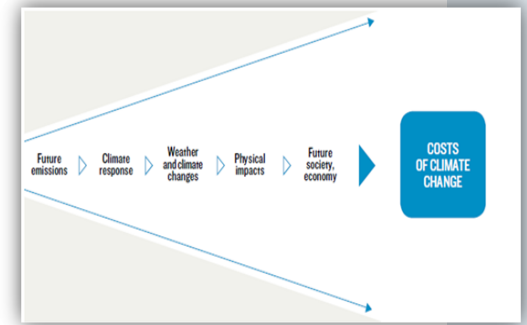 Future
emissions
Climate
response
Weather
and climate
changes
Physical
impacts
Future
society,
economy
COSTS
OF CLIMATE
CHANGE